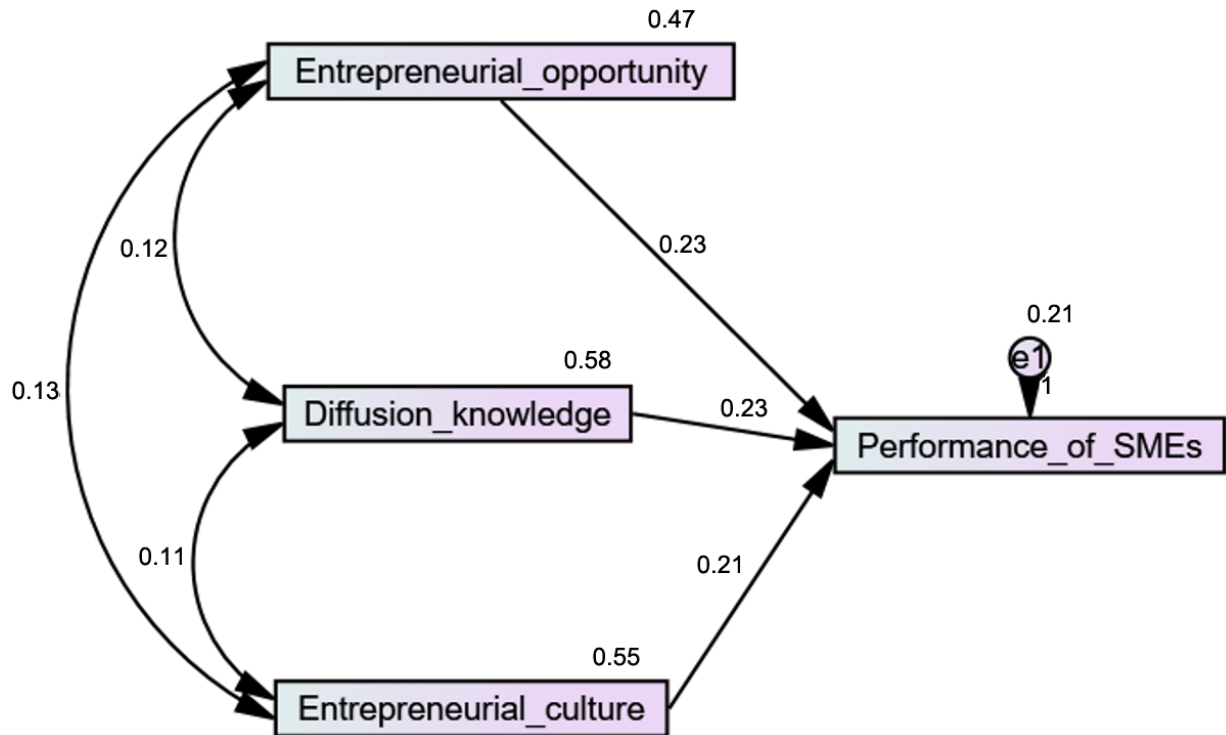 0.47
Entrepreneurial_opportunity
0.12
0.23
0.21
e1
1
0.13
0.58
Diffusion_knowledge
0.23
Performance_of_SMEs
0.11
0.21
0.55
Entrepreneurial_culture